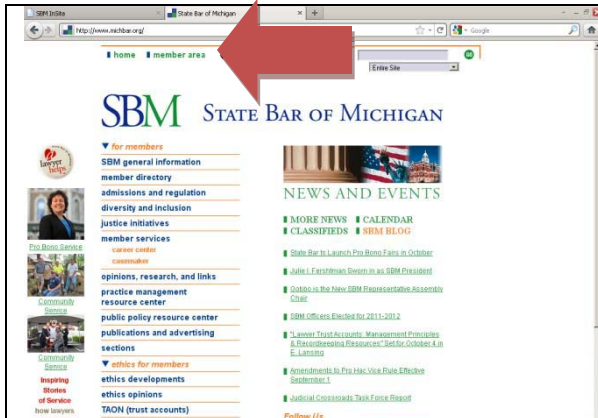 SBM InSite
State Bar of Michigan
http://www.michbar.org/
Google
home
member area
Entire Site
SBM STATE BAR OF MICHIGAN
lawyer helps
Pro Bono Service
Community Service
Community Service
Inspiring
Stories
of Service
how lawyers
for members
SBM general information
member directory
admissions and regulation
diversity and inclusion
justice initiatives
member services
career center
casemaker
opinions, research, and links
practice management
resource center
public policy resource center
publications and advertising
sections
ethics for members
ethics developments
ethics opinions
TAON (trust accounts)
NEWS AND EVENTS
MORE NEWS CALENDAR
CLASSIFIEDS SBM BLOG
State Bar to Launch Pro Bono Fairs in October
Julie I. Fershtman Sworn in as SBM President
Gobbo is the New SBM Representative Assembly
Chair
SBM Officers Elected for 2011-2012
"Lawyer Trust Accounts: Management Principles
& Recordkeeping Resources" Set for October 4 in
E. Lansing
Amendments to Pro Hac Vice Rule Effective
September 1
Judicial Crossroads Task Force Report
Follow Us